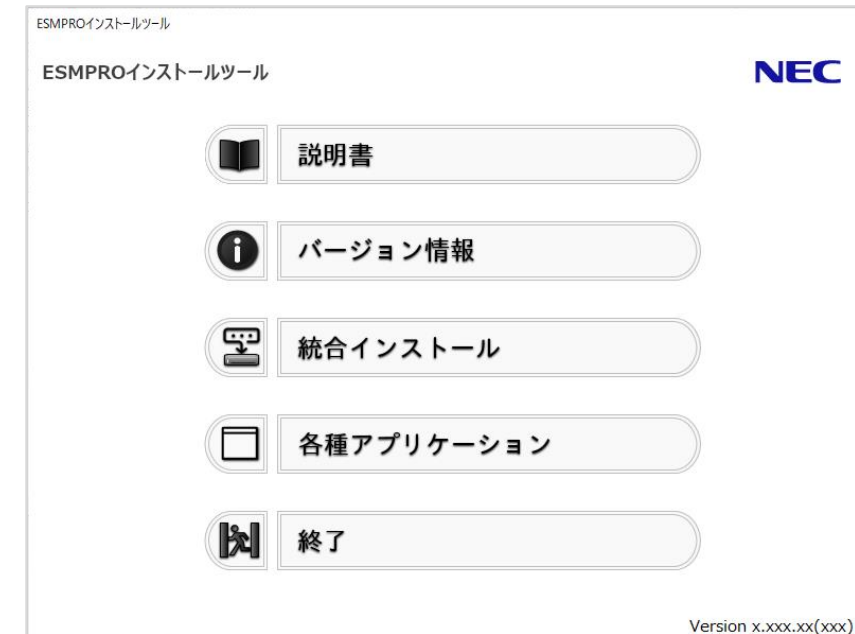 ESMPROインストールツール
ESMPROインストールツール
NEC
説明書
バージョン情報
統合インストール
各種アプリケーション
終了
Version x.xxx.xx(xxx)